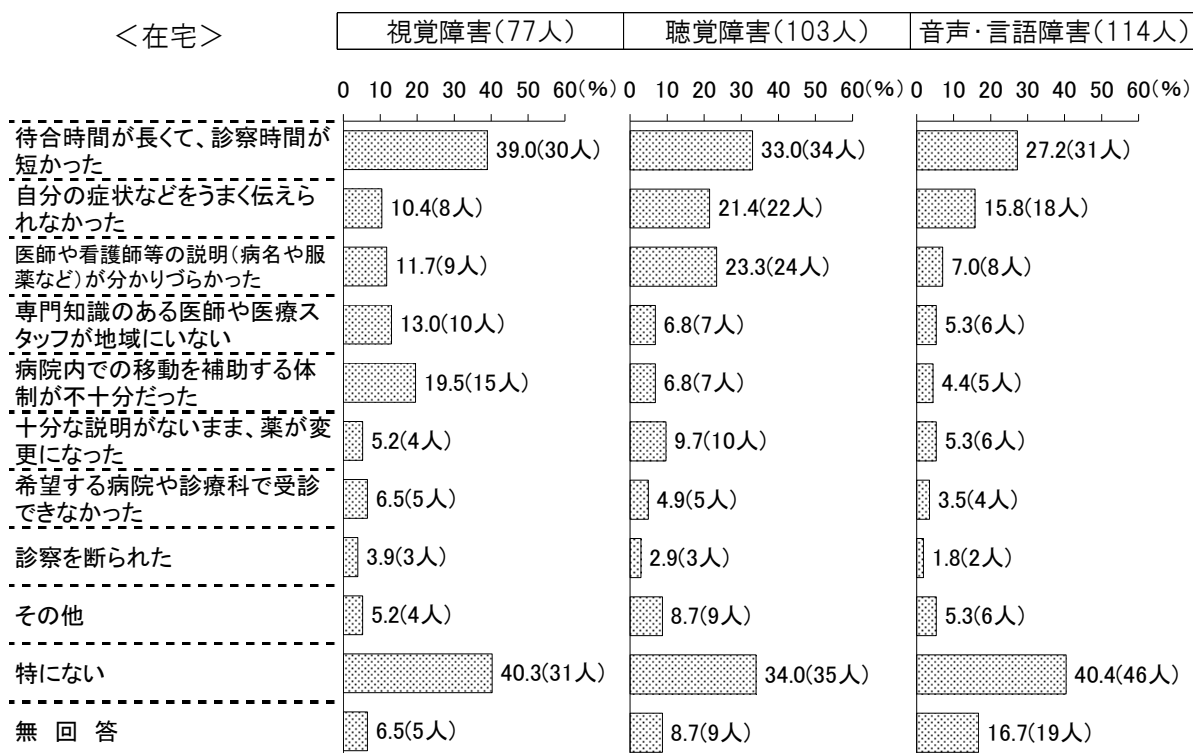 ＜在宅＞
視覚障害(77人)
聴覚障害(103人)
音声・言語障害(114人)
0 10 20 30 40 50 60(%)
0 10 20 30 40 50 60(%)
0 10 20 30 40 50 60(%)
待合時間が長くて、診察時間が
短かった
39.0(30人)
33.0(34人)
27.2(31人)
自分の症状などをうまく伝えら
れなかった
10.4(8人)
21.4(22人)
15.8(18人)
医師や看護師等の説明(病名や服
薬など)が分かりづらかった
11.7(9人)
23.3(24人)
7.0(8人)
専門知識のある医師や医療ス
タッフが地域にいない
13.0(10人)
6.8(7人)
5.3(6人)
病院内での移動を補助する体
制が不十分だった
19.5(15人)
6.8(7人)
4.4(5人)
十分な説明がないまま、薬が変
更になった
5.2(4人)
9.7(10人)
5.3(6人)
希望する病院や診療科で受診
できなかった
6.5(5人)
4.9(5人)
3.5(4人)
診察を断られた
3.9(3人)
2.9(3人)
1.8(2人)
その他
5.2(4人)
8.7(9人)
5.3(6人)
特にない
40.3(31人)
34.0(35人)
40.4(46人)
無 回 答
6.5(5人)
8.7(9人)
16.7(19人)